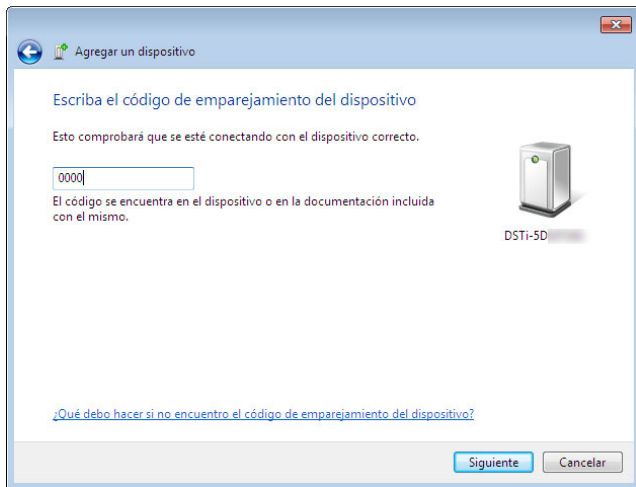 Agregar un dispositivo
Escriba el código de emparejamiento del dispositivo
Esto comprobará que se esté conectando con el dispositivo correcto.
0000
El código se encuentra en el dispositivo o en la documentación incluida
con el mismo.
DSTi-5D
¿Qué debo hacer si no encuentro el código de emparejamiento del dispositivo?
Siguiente
Cancelar